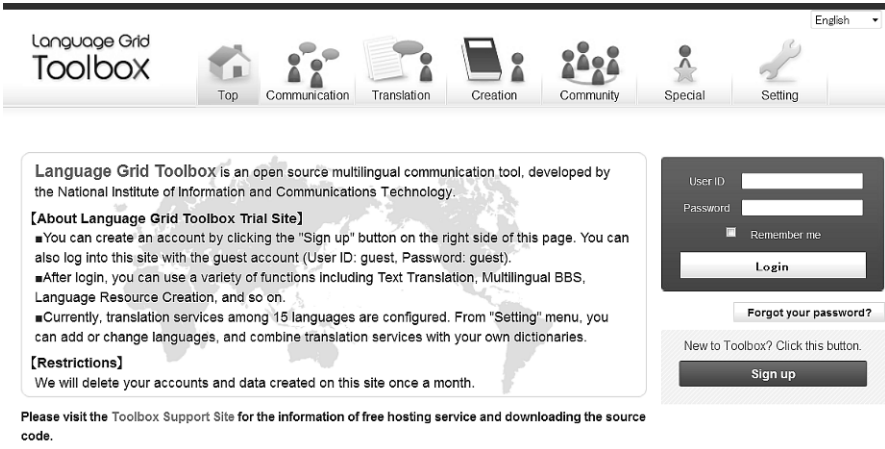 English
Language Grid
Toolbox
Top
Communication
Translation
Creation
Community
Special
Setting
Language Grid Toolbox is an open source multilingual communication tool, developed by
the National Institute of Information and Communications Technology.
【About Language Grid Toolbox Trial Site】
■You can create an account by clicking the "Sign up" button on the right side of this page. You can
also log into this site with the guest account (User ID: guest, Password: guest).
■After login, you can use a variety of functions including Text Translation, Multilingual BBS,
Language Resource Creation, and so on.
■Currently, translation services among 15 languages are configured. From "Setting" menu, you
can add or change languages, and combine translation services with your own dictionaries.
【Restrictions】
We will delete your accounts and data created on this site once a month.
Please visit the Toolbox Support Site for the information of free hosting service and downloading the source
code.
User ID
Password
Remember me
Login
Forgot your password?
New to Toolbox? Click this button.
Sign up